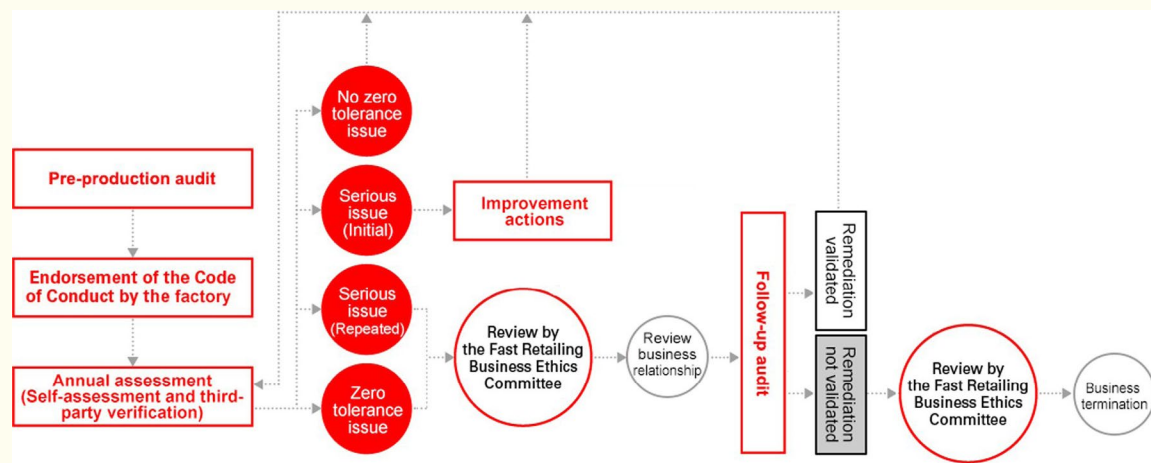 Pre-production audit
Endorsement of the Code
of Conduct by the factory
Annual assessment
(Self-assessment and third-
party verification)
No zero
tolerance
issue
Serious
issue
(Initial)
Serious
issue
(Repeated)
Zero
tolerance
issue
Improvement
actions
Review by
the Fast Retailing
Business Ethics
Committee
Review
business
relationship
Follow-up audit
Remediation
validated
Remediation
not validated
Review by
the Fast Retailing
Business Ethics
Committee
Business
termination